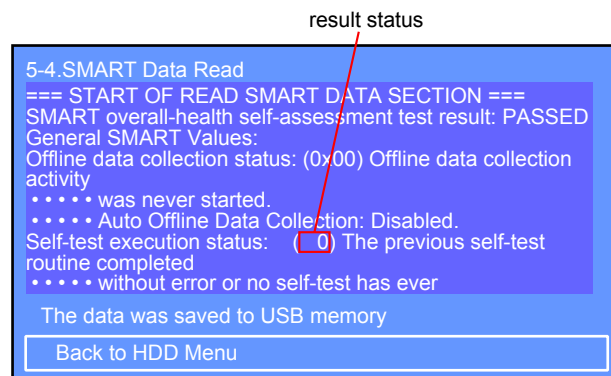 result status
5-4.SMART Data Read
=== START OF READ SMART DATA SECTION ===
SMART overall-health self-assessment test result: PASSED
General SMART Values:
Offline data collection status: (0x00) Offline data collection
activity
• • • • • was never started.
• • • • • Auto Offline Data Collection: Disabled.
Self-test execution status: ( 0) The previous self-test
routine completed
• • • • • without error or no self-test has ever
The data was saved to USB memory
Back to HDD Menu